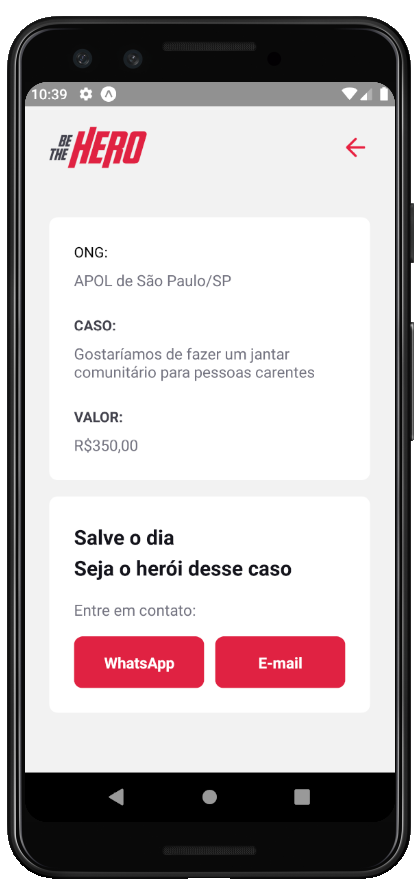 10:39
BE
THE HERO
ONG:
APOL de São Paulo/SP
CASO:
Gostaríamos de fazer um jantar
comunitário para pessoas carentes
VALOR:
R$350,00
Salve o dia
Seja o herói desse caso
Entre em contato:
WhatsApp E-mail